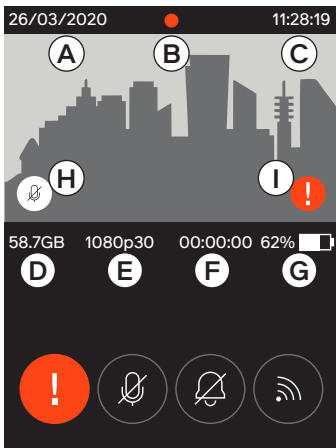 26/03/2020 11:28:19
A B C
H I !
58.7GB 1080p30 00:00:00 62%
D E F G
!